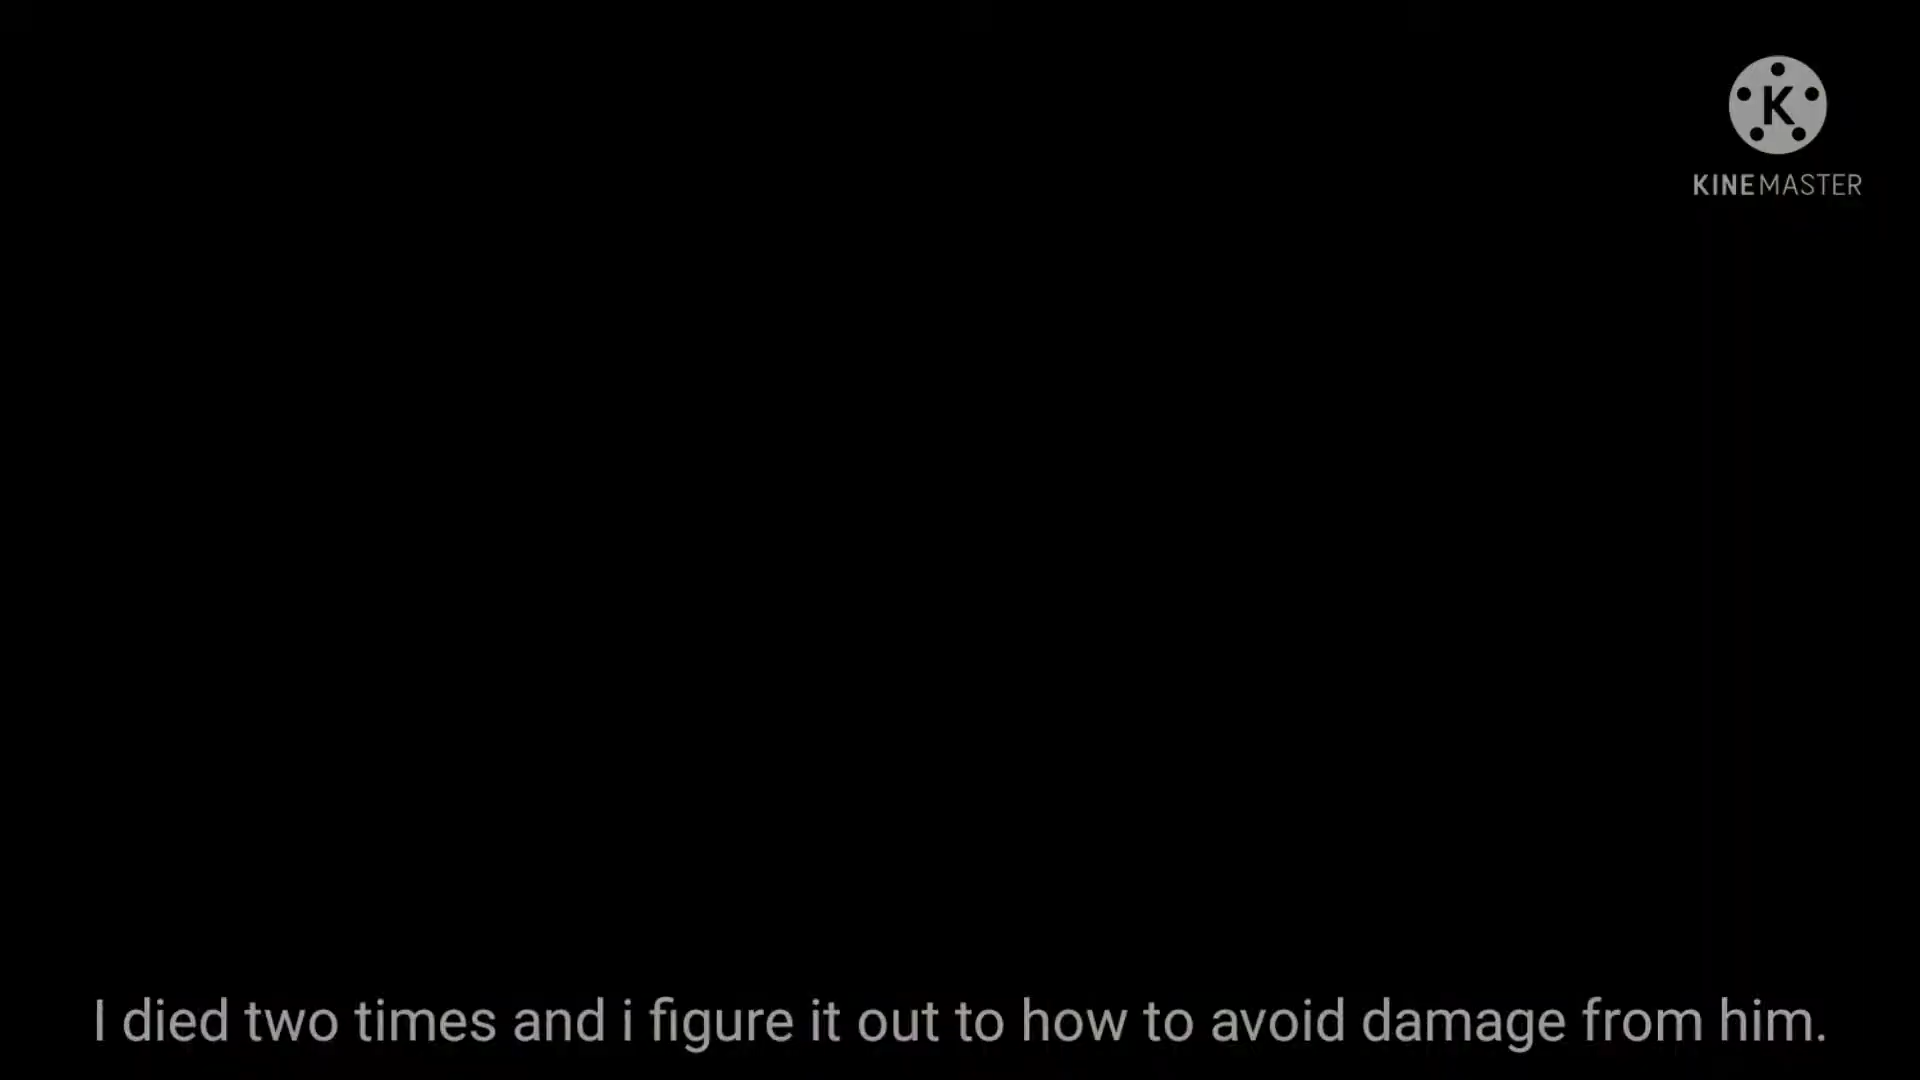 K
KINEMASTER
I died two times and i figure it out to how to avoid damage from him.